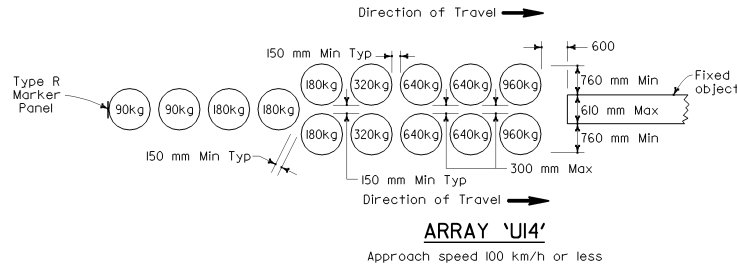 Direction of Travel
150 mm Min Typ
600
Type R
Marker
Panel
180kg 320kg 640kg 640kg 960kg
760 mm Min
Fixed
object
90kg 90kg 180kg 180kg
610 mm Max
180kg 320kg 640kg 640kg 960kg
760 mm Min
150 mm Min Typ
300 mm Max
150 mm Min Typ
Direction of Travel
ARRAY 'U14'
Approach speed 100 km/h or less